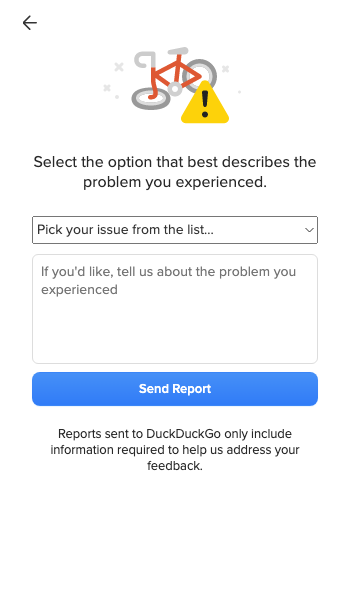 Select the option that best describes the
problem you experienced.
Pick your issue from the list...
If you'd like, tell us about the problem you
experienced
Send Report
Reports sent to DuckDuckGo only include
information required to help us address your
feedback.